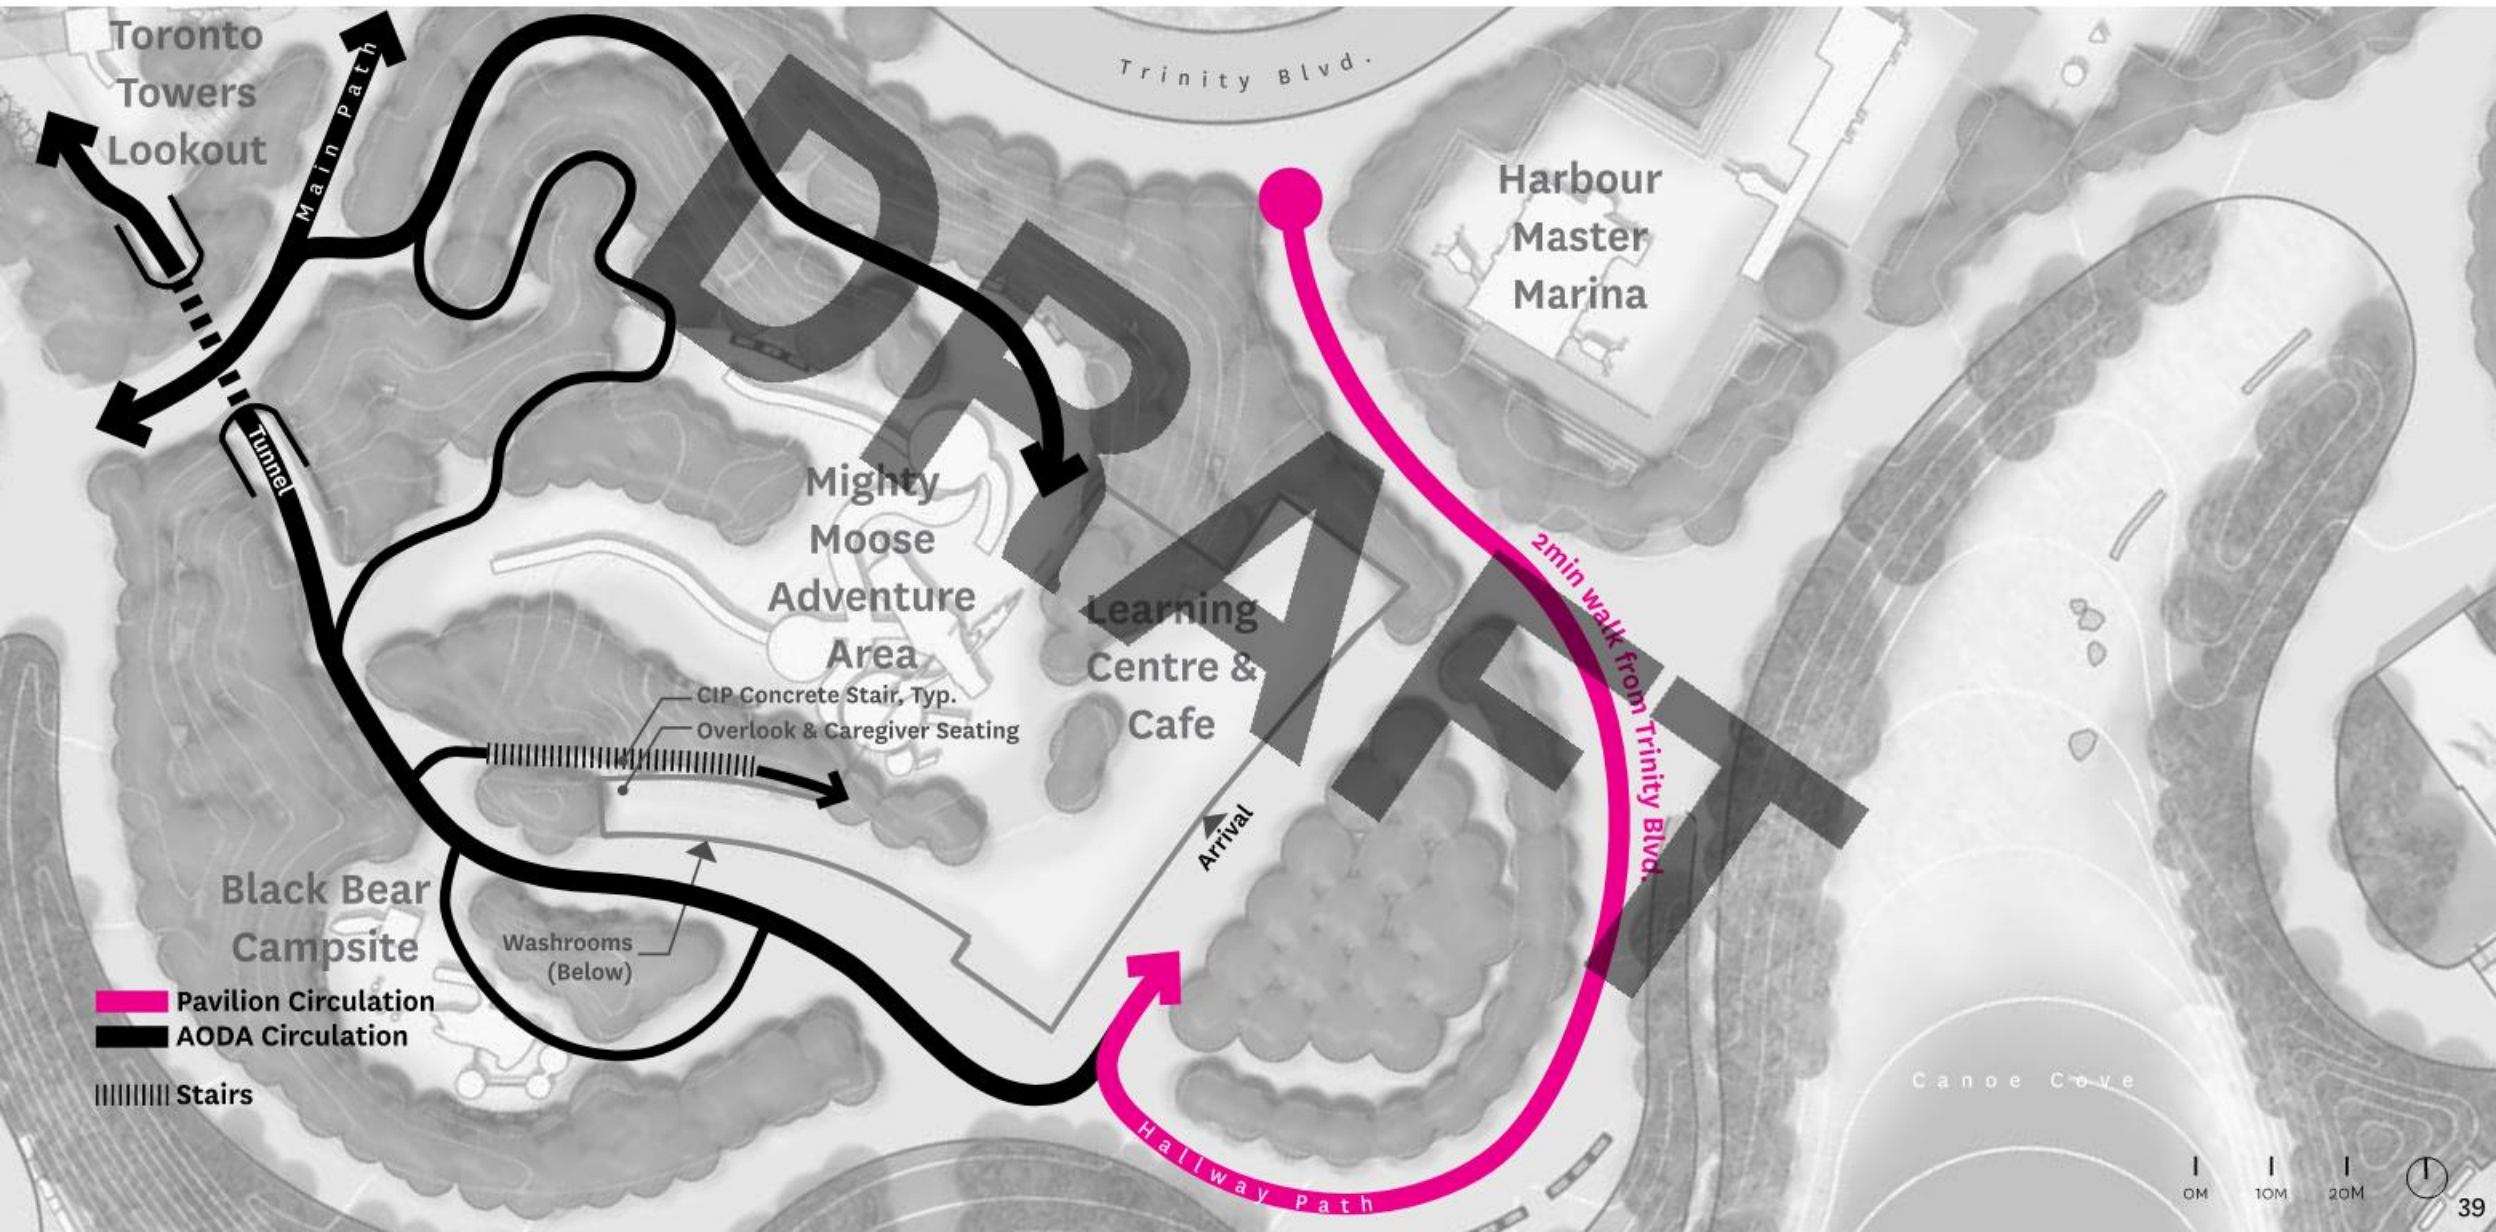 Toronto
Towers
Lookout
Main Path
Trinity Blvd.
Harbour
Master
Marina
Tunnel
Mighty
Moose
Adventure
Area
Learning
Centre &
Cafe
2min walk from Trinity Blvd.
CIP Concrete Stair, Typ.
Overlook & Caregiver Seating
Arrival
Black Bear
Campsite
Washrooms
(Below)
Pavilion Circulation
AODA Circulation
Stairs
Hallway Path
Canoe Cove
0M 10M 20M
39
DRAFT